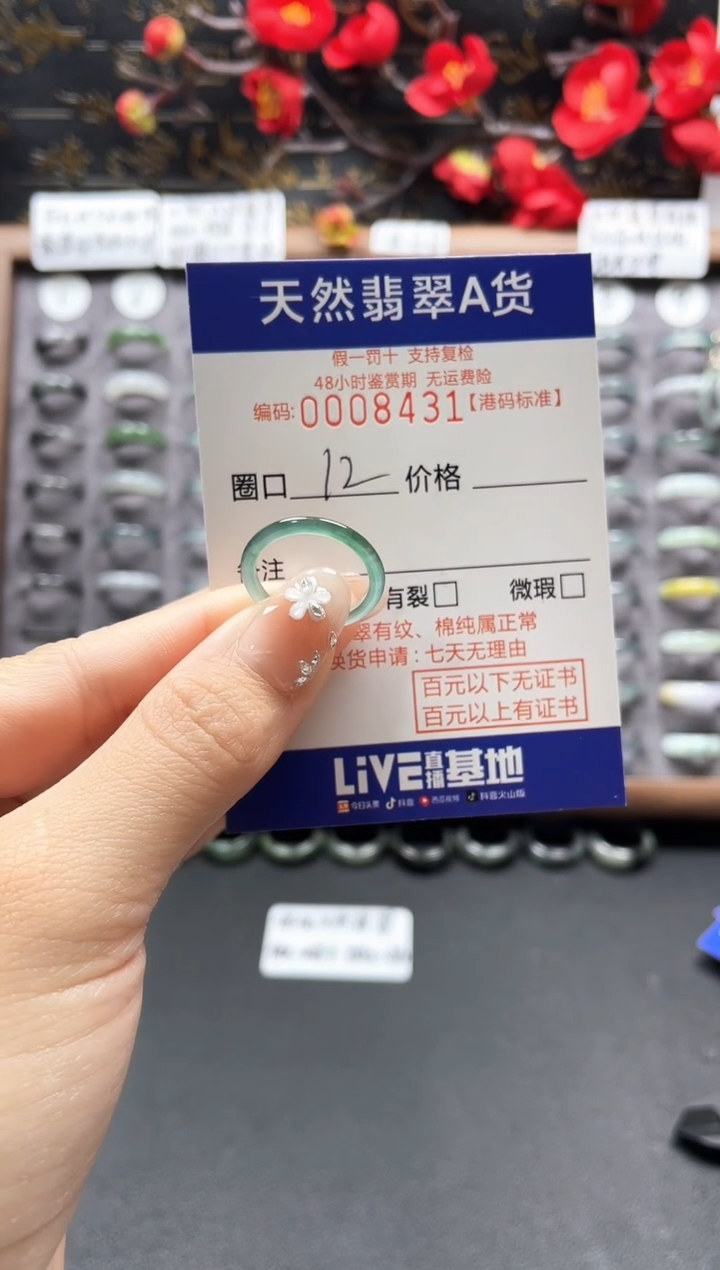 天然翡翠A货
假一罚十 支持复检
48小时鉴赏期 无运费险
编码:0008431【港码标准】
圈口 12 价格
注
有裂□ 微瑕□
翠有纹、棉纯属正常
换货申请:七天无理由
百元以下无证书
百元以上有证书
LiVE直播基地
今日头条 抖音 西瓜视频 抖音火山版